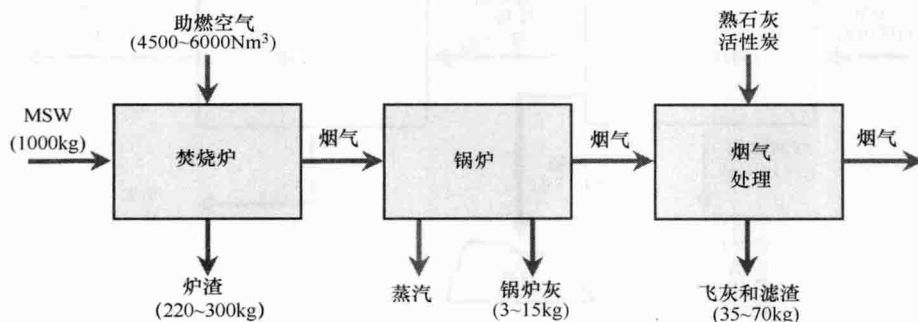 助燃空气
(4500~6000Nm³)
熟石灰
活性炭
MSW
(1000kg)
焚烧炉
烟气
锅炉
烟气
烟气
处理
烟气
炉渣
(220~300kg)
蒸汽
锅炉灰
(3~15kg)
飞灰和滤渣
(35~70kg)